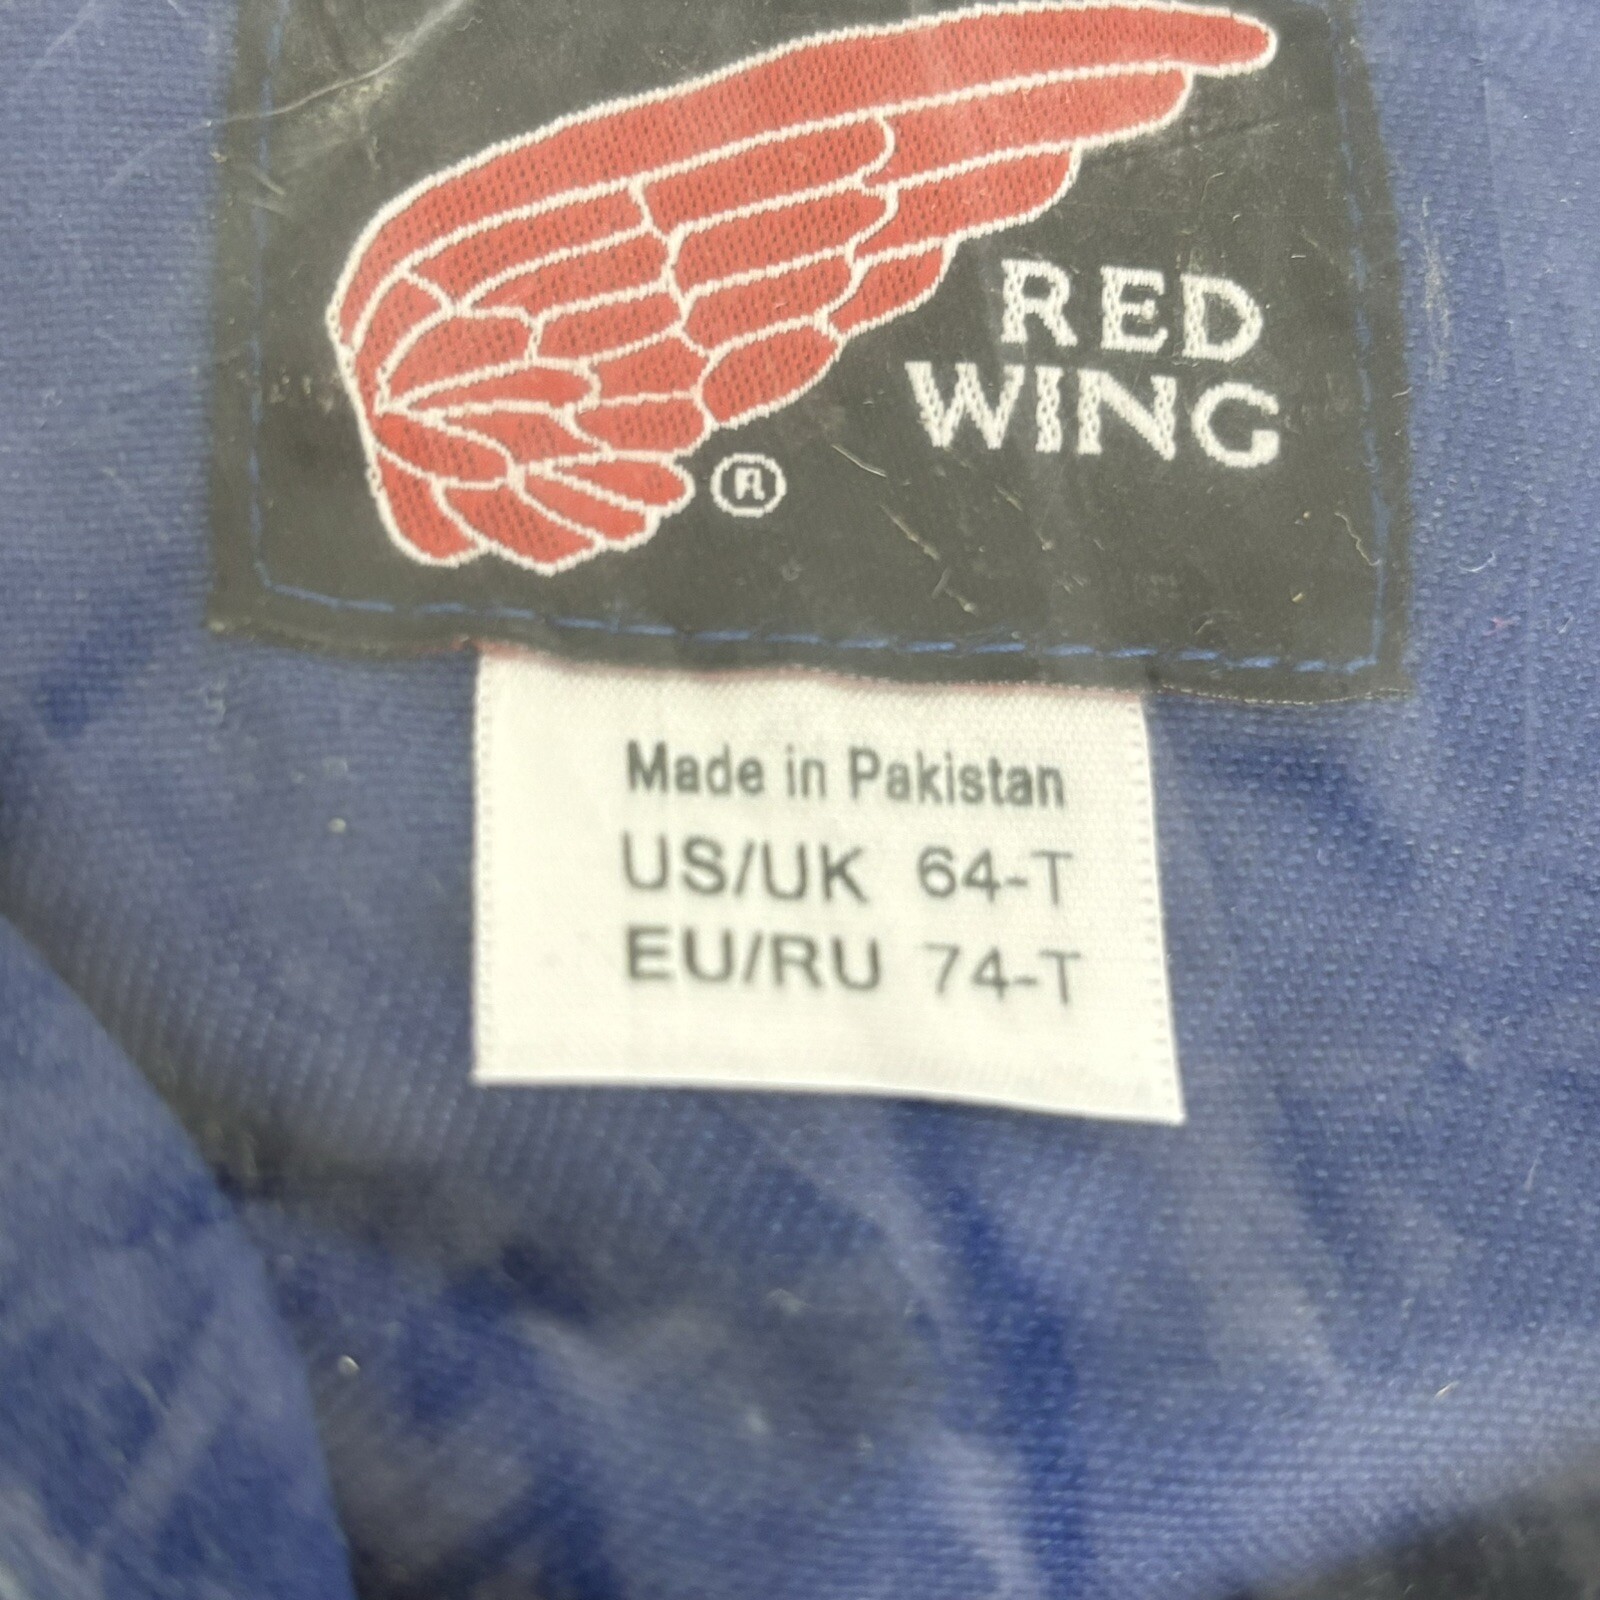 RED
WING
®
Made in Pakistan
US/UK 64-T
EU/RU 74-T